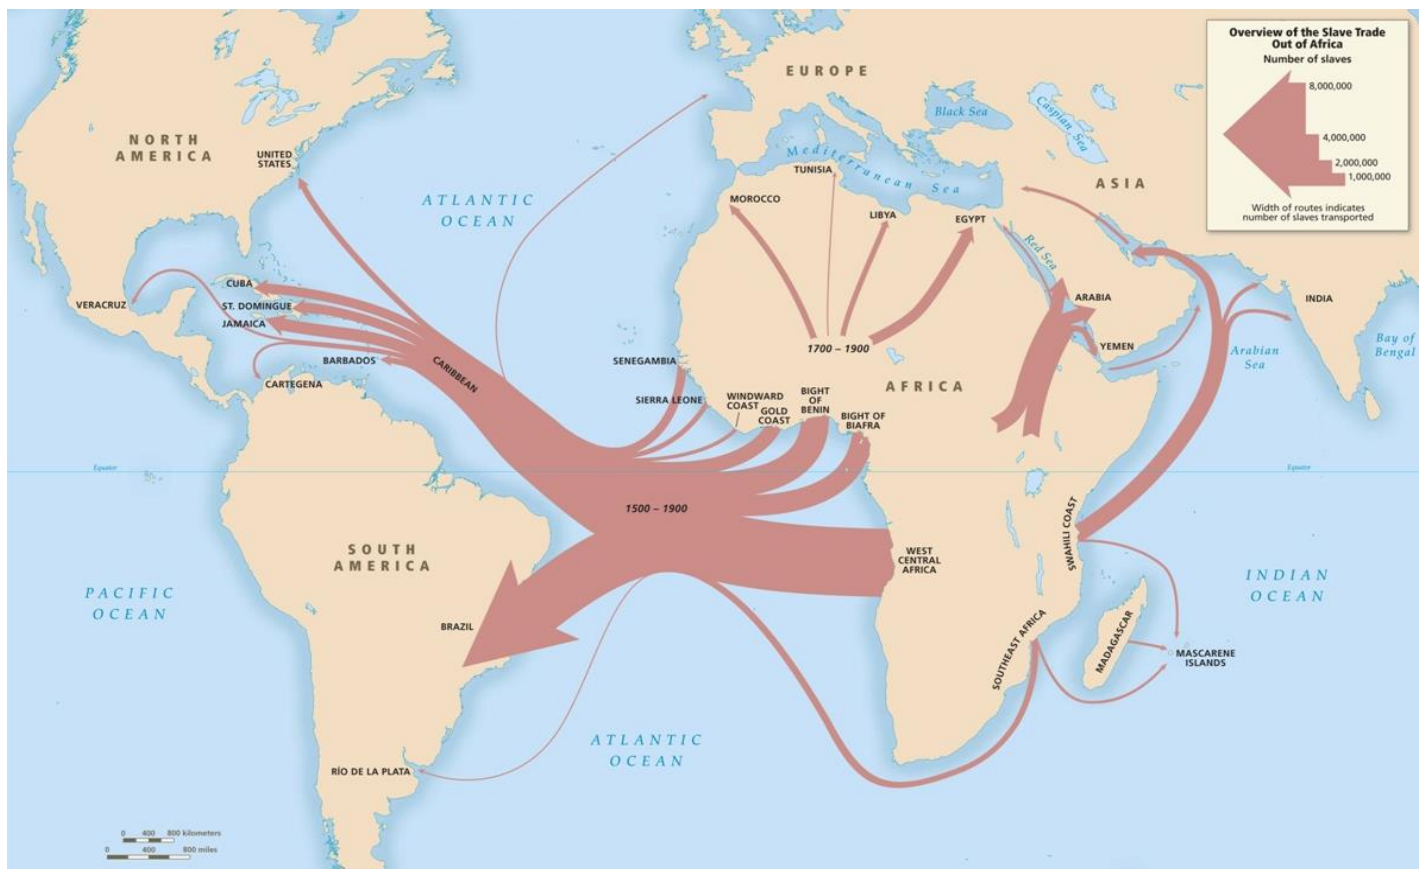 Overview of the Slave Trade
Out of Africa
Number of slaves
8,000,000
4,000,000
2,000,000
1,000,000
Width of routes indicates
number of slaves transported
EUROPE
Black Sea
Caspian Sea
NORTH
AMERICA
UNITED
STATES
Mediterranean Sea
TUNISIA
ASIA
ATLANTIC
OCEAN
MOROCCO
LIBYA
EGYPT
Red Sea
CUBA
VERACRUZ
ST. DOMINGUE
JAMAICA
ARABIA
INDIA
BARBADOS
CARIBBEAN
CARTEGENA
SENEGAMBIA
1700 – 1900
YEMEN
Arabian
Sea
Bay of
Bengal
SIERRA LEONE
WINDWARD
COAST
GOLD
COAST
BIGHT
OF
BENIN
BIGHT OF
BIAFRA
AFRICA
Equator
Equator
1500 – 1900
SOUTH
AMERICA
WEST
CENTRAL
AFRICA
SWAHILI COAST
PACIFIC
OCEAN
INDIAN
OCEAN
BRAZIL
SOUTHEAST AFRICA
MADAGASCAR
MASCARENE
ISLANDS
ATLANTIC
OCEAN
RÍO DE LA PLATA
0 400 800 kilometers
0 400 800 miles